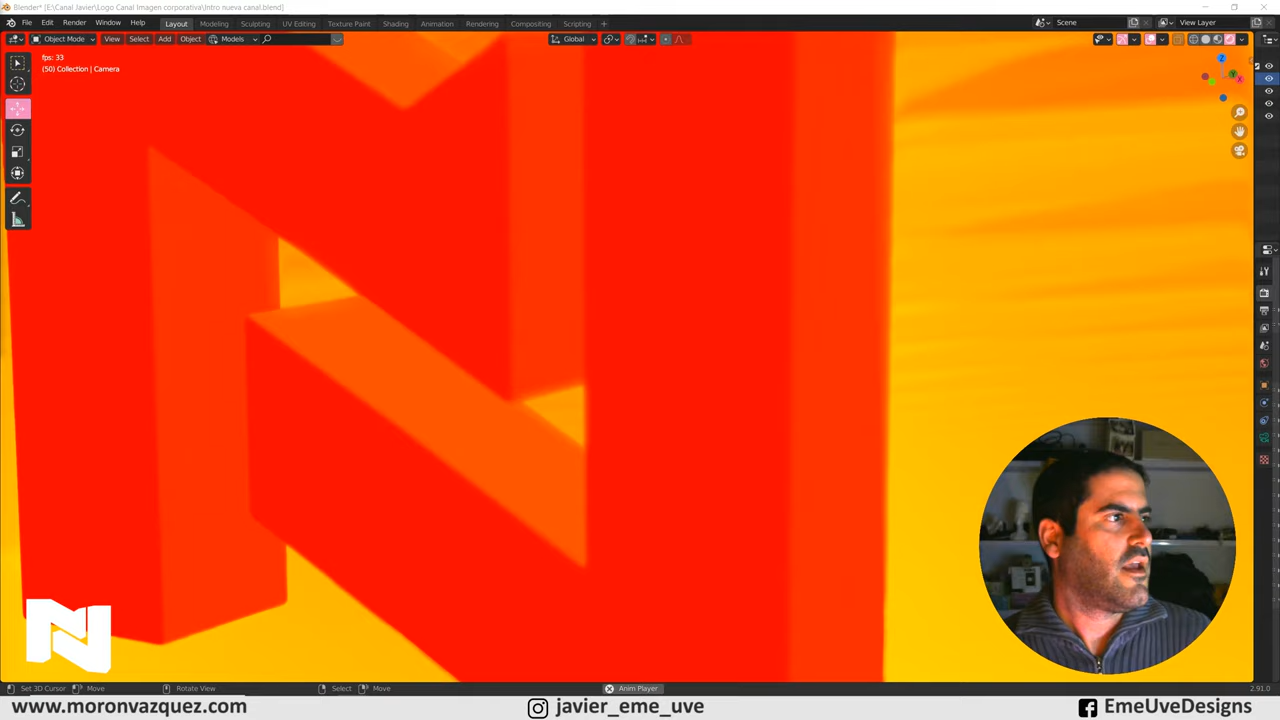 Blender* [E:\Canal Javier\Logo Canal Imagen corporativa\Intro nueva canal.blend]
File Edit Render Window Help Layout Modeling Sculpting UV Editing Texture Paint Shading Animation Rendering Compositing Scripting + Scene View Layer
Object Mode View Select Add Object Models Global
fps: 33
(50) Collection | Camera
Set 3D Cursor Move Rotate View Select Move Anim Player 2.91.0
www.moronvazquez.com javier_eme_uve EmeUveDesigns